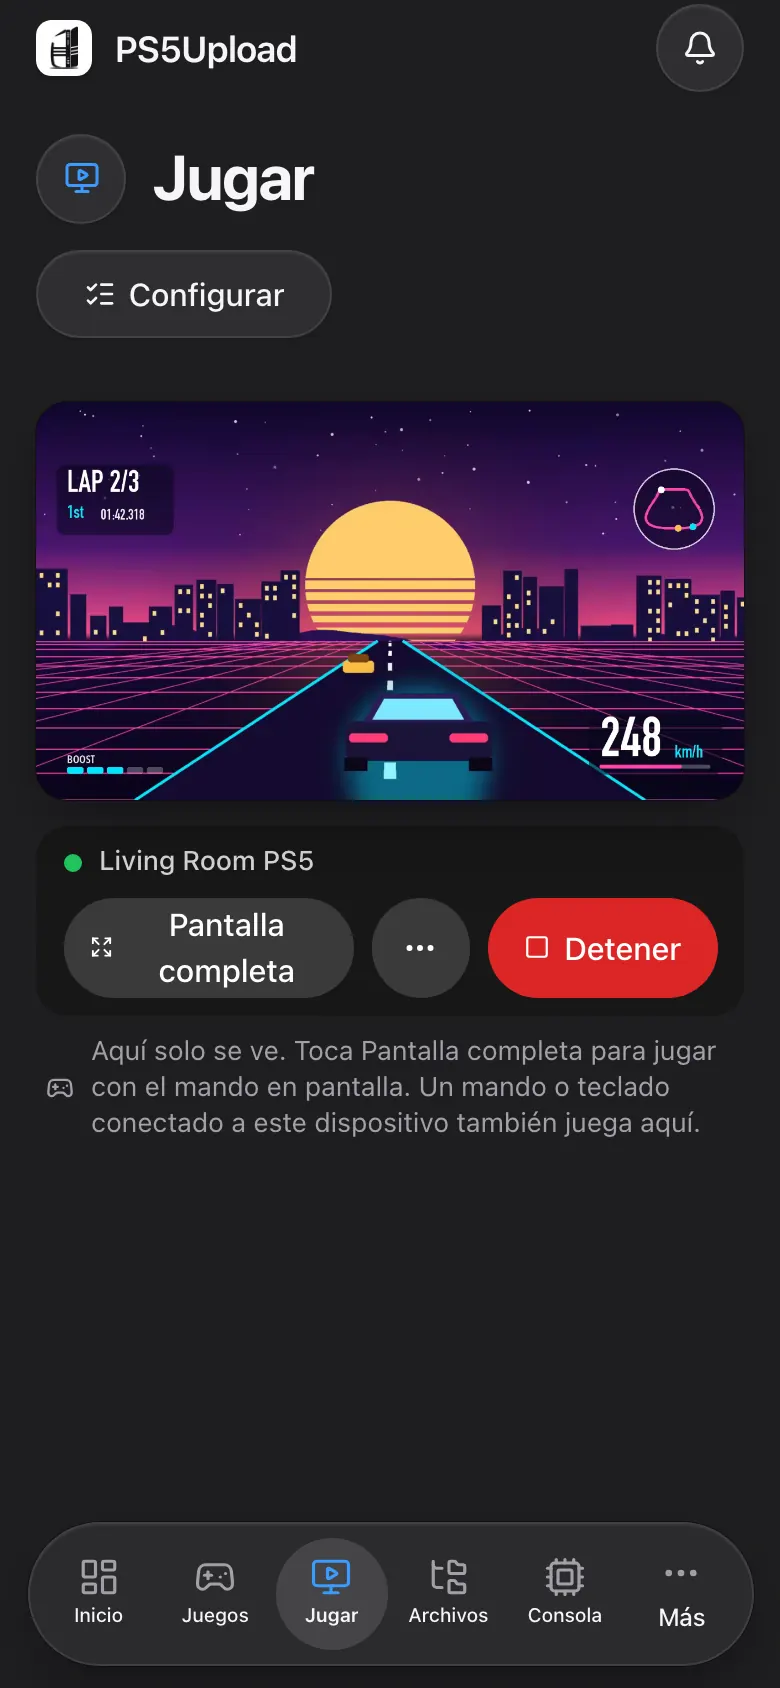 PS5Upload
Jugar
Configurar
LAP 2/3
1st 01:42.318
BOOST
248 km/h
Living Room PS5
Pantalla
completa
Detener
Aquí solo se ve. Toca Pantalla completa para jugar
con el mando en pantalla. Un mando o teclado
conectado a este dispositivo también juega aquí.
Inicio
Juegos
Jugar
Archivos
Consola
Más